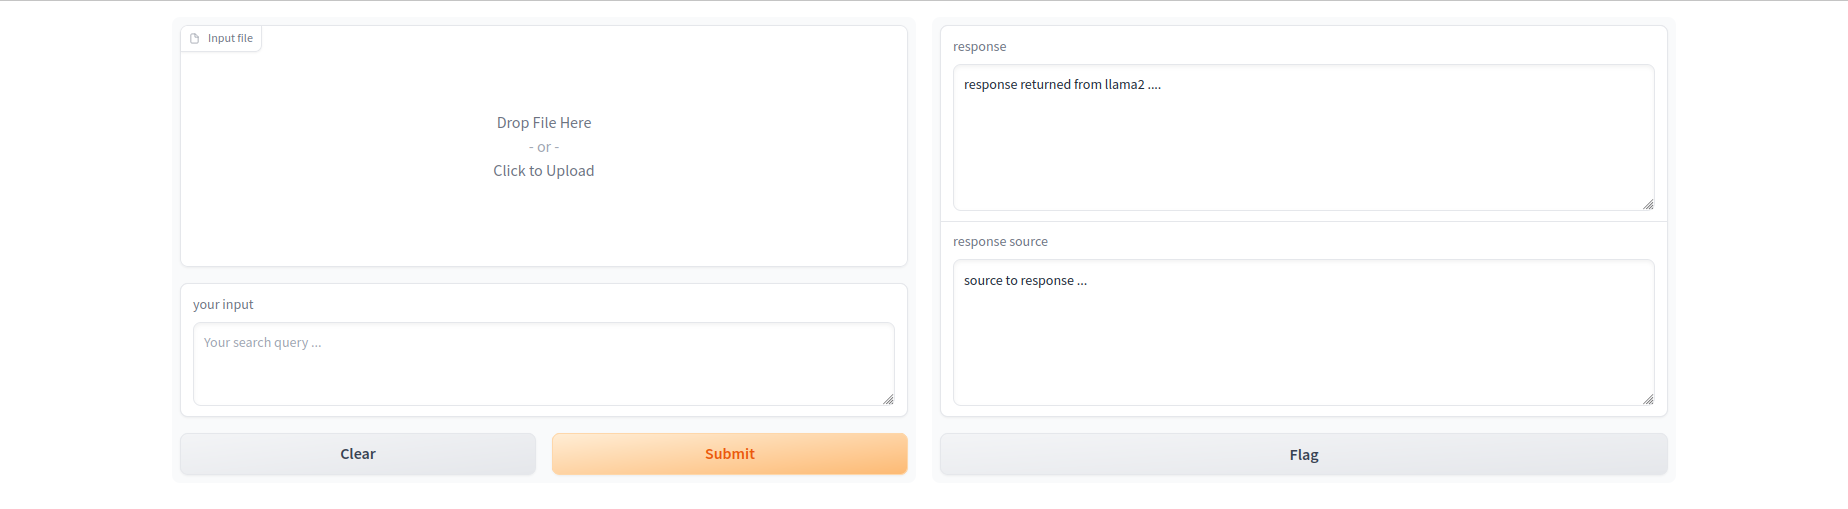 Input file
Drop File Here
- or -
Click to Upload
your input
Your search query ...
Clear
Submit
response
response returned from llama2 ....
response source
source to response ...
Flag